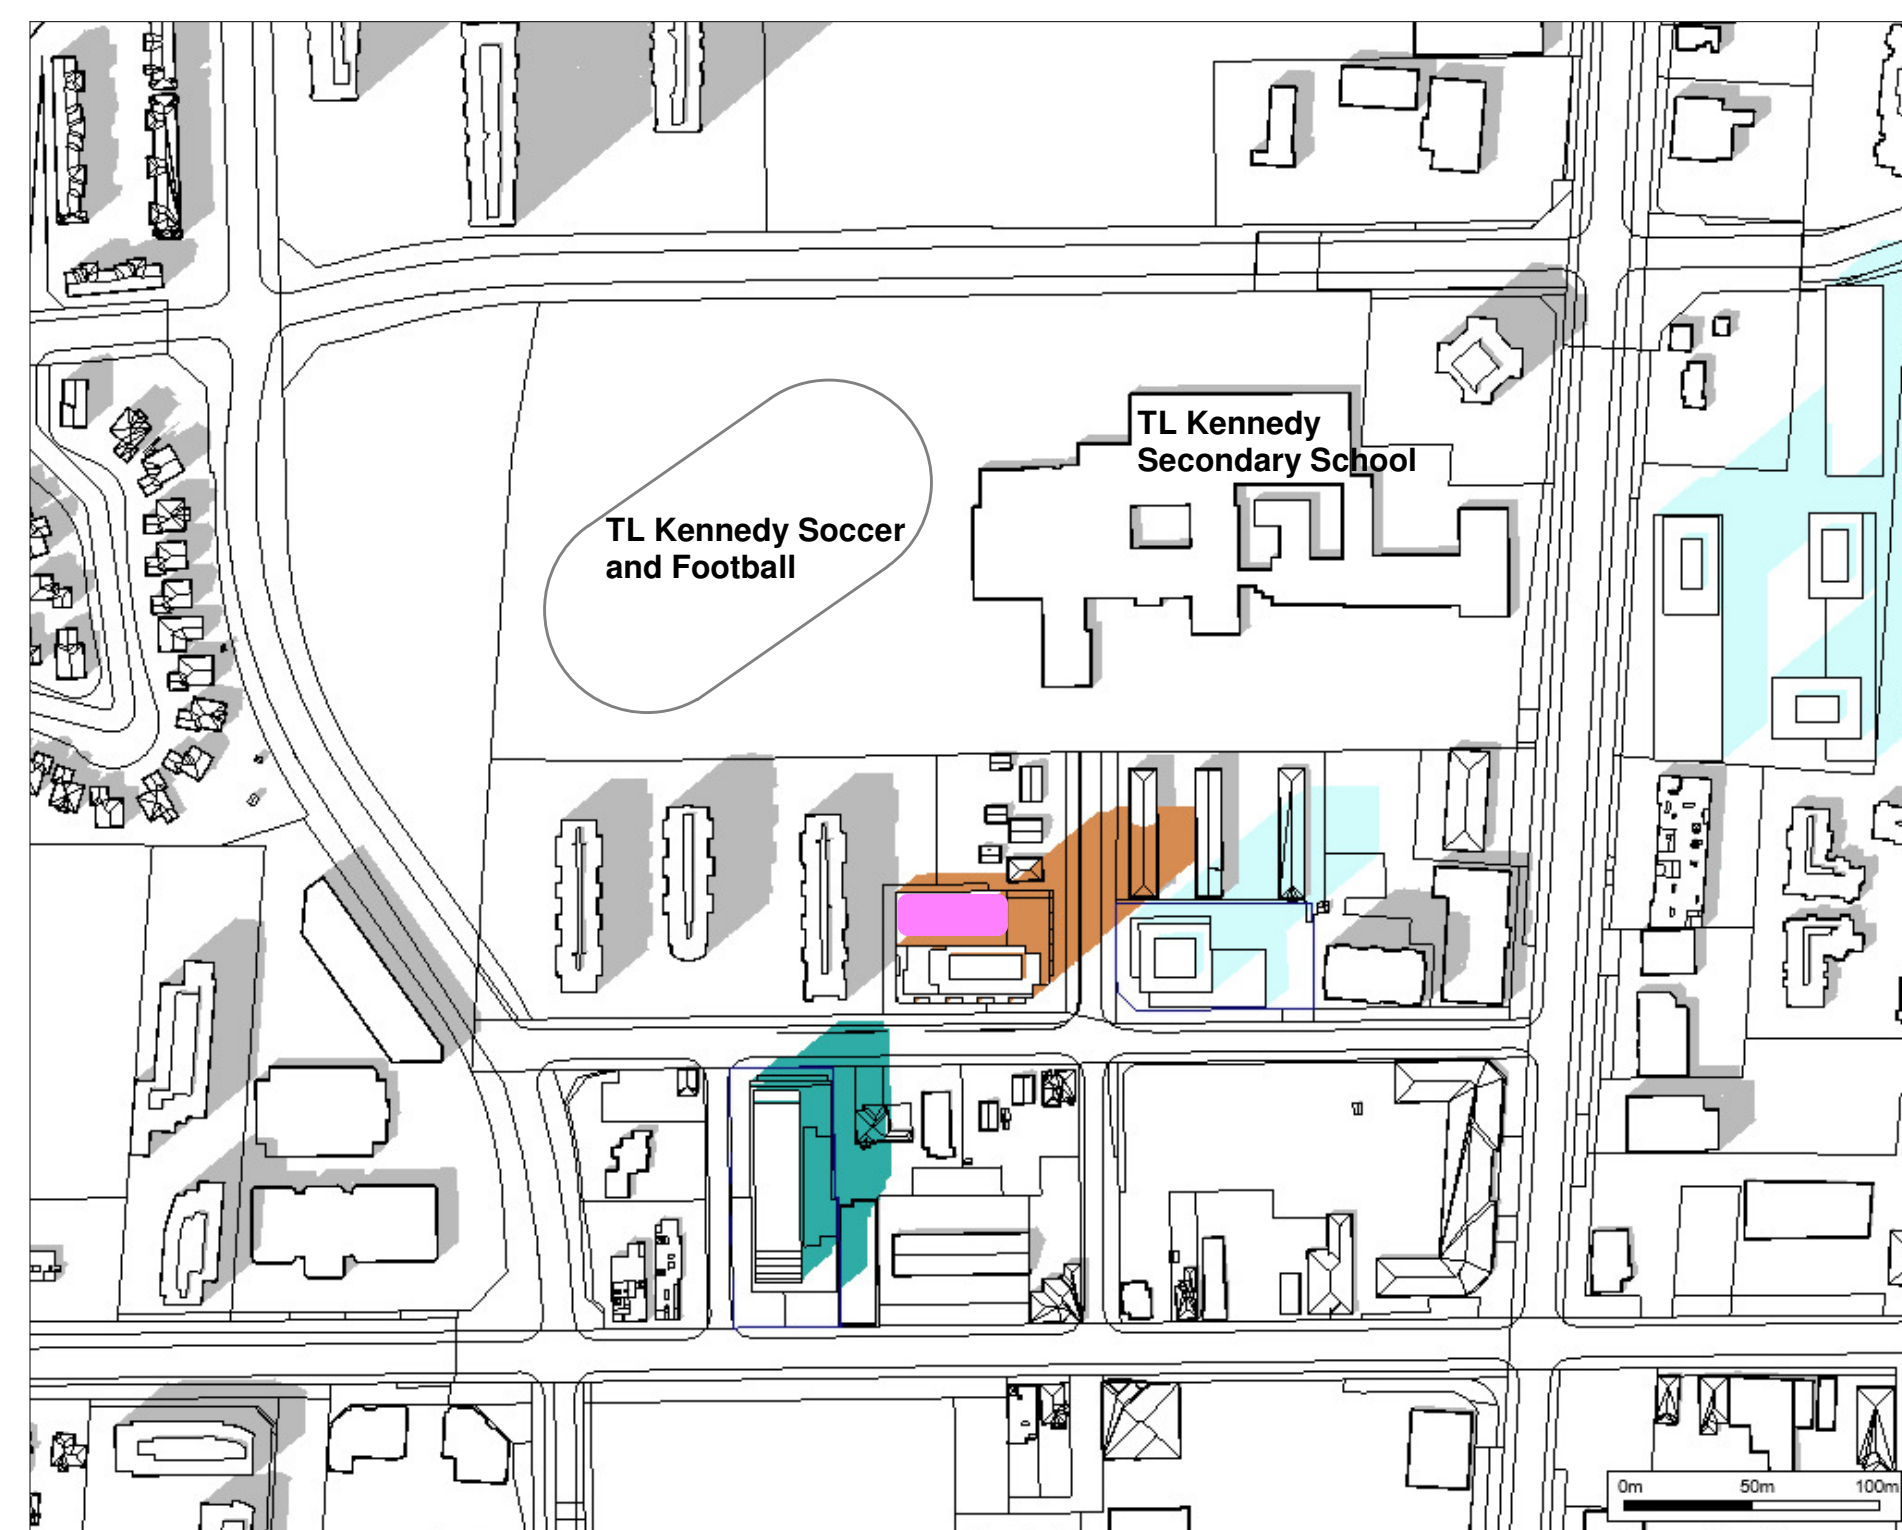 TL Kennedy
Secondary School
TL Kennedy Soccer
and Football
0m 50m 100m